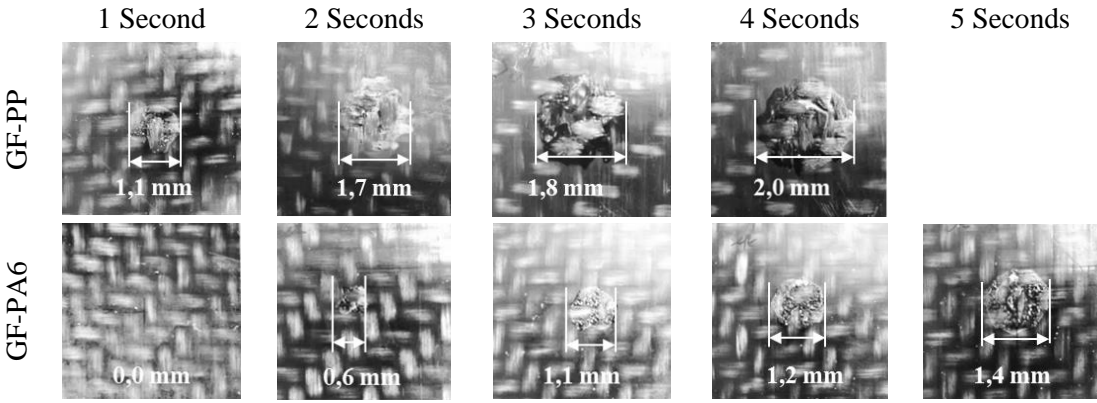 1 Second 2 Seconds 3 Seconds 4 Seconds 5 Seconds
GF-PP
1,1 mm 1,7 mm 1,8 mm 2,0 mm
GF-PA6
0,0 mm 0,6 mm 1,1 mm 1,2 mm 1,4 mm